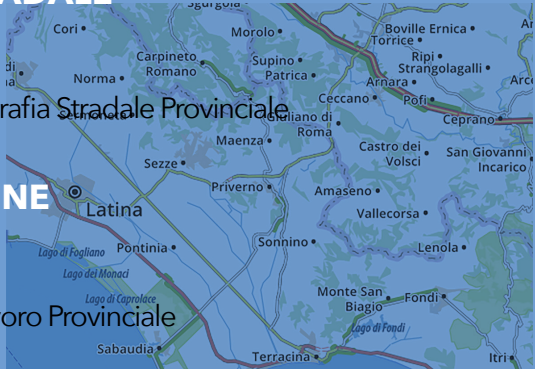 ADALE
Sgurgola
Cori
Morolo
Boville Ernica
Torrice
Carpineto
Romano
Supino
Ripi
Strangolagalli
Norma
Patrica
Arnara
Arce
Ceccano
Pofi
rafia Stradale Provinciale
Sermoneta
Giuliano di
Roma
Ceprano
Maenza
Castro dei
Volsci
San Giovanni
Incarico
Sezze
Priverno
Amaseno
NE
Latina
Vallecorsa
Pontinia
Sonnino
Lenola
Lago di Fogliano
Lago dei Monaci
Lago di Caprolace
Monte San
Biagio
Fondi
voro Provinciale
Lago di Fondi
Sabaudia
Terracina
Itri